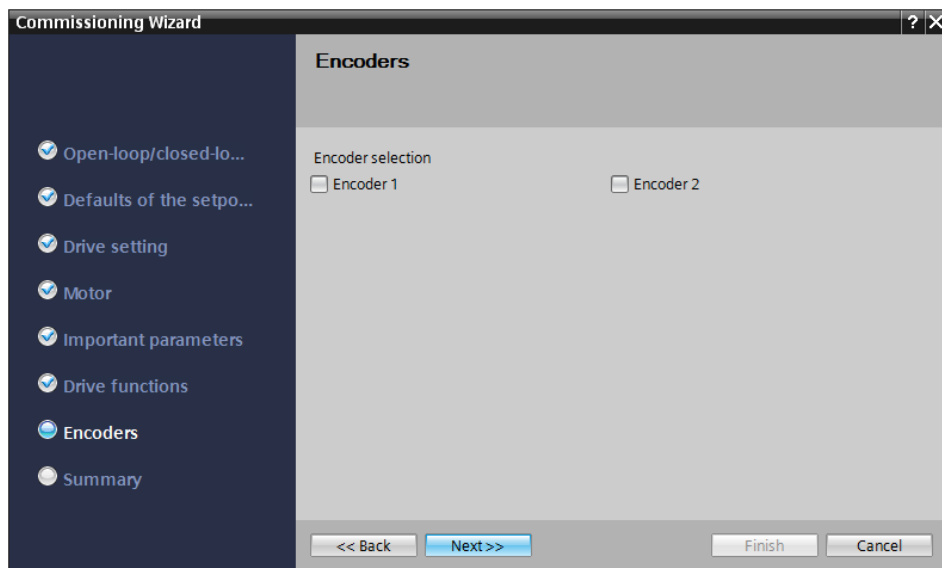 Commissioning Wizard ? X
Encoders
Open-loop/closed-lo...
Defaults of the setpo...
Drive setting
Motor
Important parameters
Drive functions
Encoders
Summary
Encoder selection
Encoder 1 Encoder 2
<< Back Next >> Finish Cancel